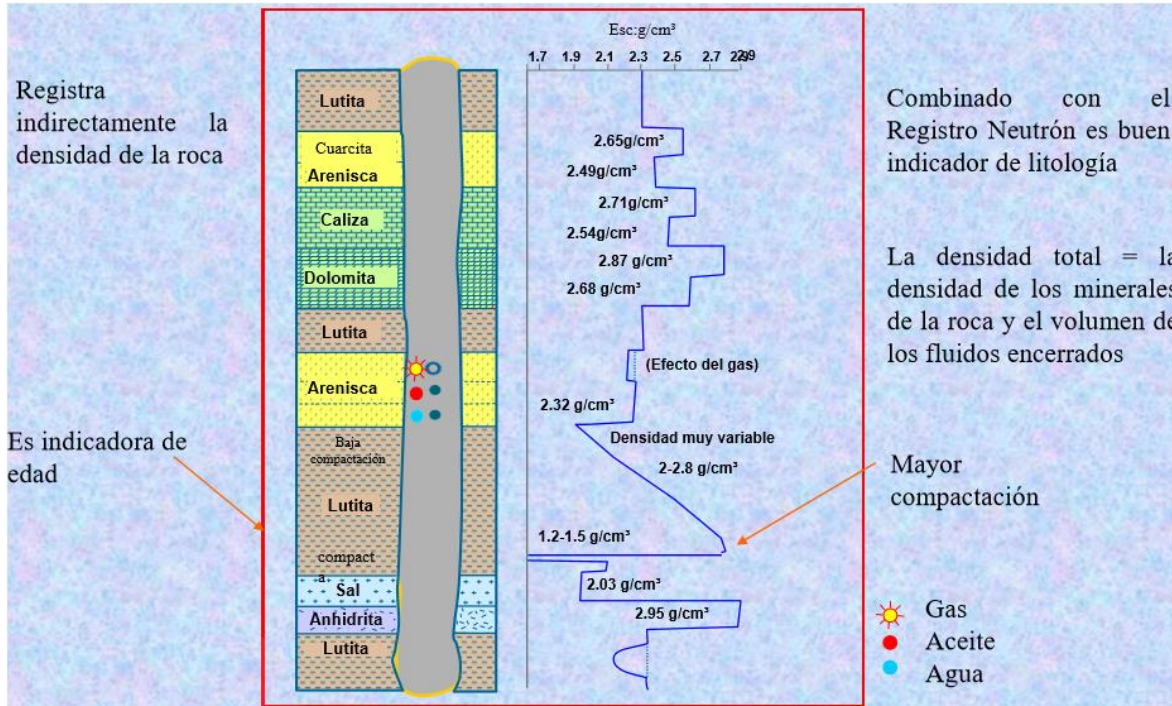 Registra
indirectamente la
densidad de la roca
Es indicadora de
edad
Lutita
Cuarcita
Arenisca
Caliza
Dolomita
Lutita
Arenisca
Baja
compactación
Lutita
compact
a
Sal
Anhidrita
Lutita
Esc:g/cm³
1.7 1.9 2.1 2.3 2.5 2.7 2.9 2.9
2.65g/cm³
2.49g/cm³
2.71g/cm³
2.54g/cm³
2.87 g/cm³
2.68 g/cm³
(Efecto del gas)
2.32 g/cm³
Densidad muy variable
2-2.8 g/cm³
1.2-1.5 g/cm³
2.03 g/cm³
2.95 g/cm³
Combinado con el
Registro Neutrón es buen
indicador de litología
La densidad total = la
densidad de los minerales
de la roca y el volumen de
los fluidos encerrados
Mayor
compactación
Gas
Aceite
Agua